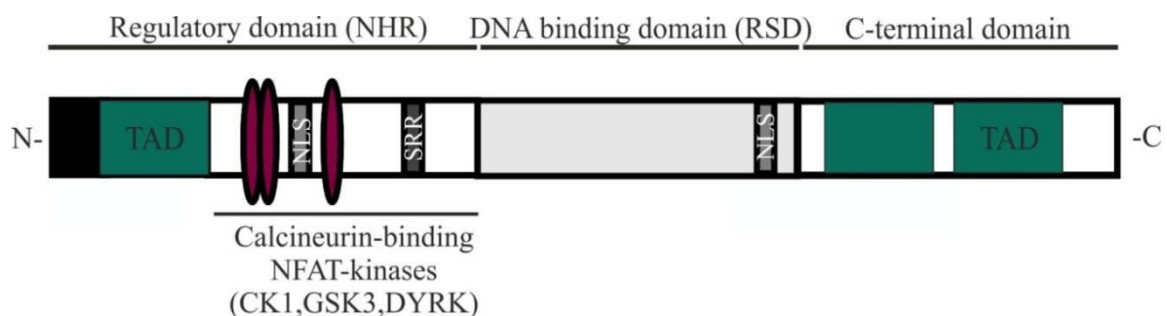 Regulatory domain (NHR)
DNA binding domain (RSD)
C-terminal domain
N-
TAD
NLS
SRR
NLS
TAD
-C
Calcineurin-binding
NFAT-kinases
(CK1,GSK3,DYRK)